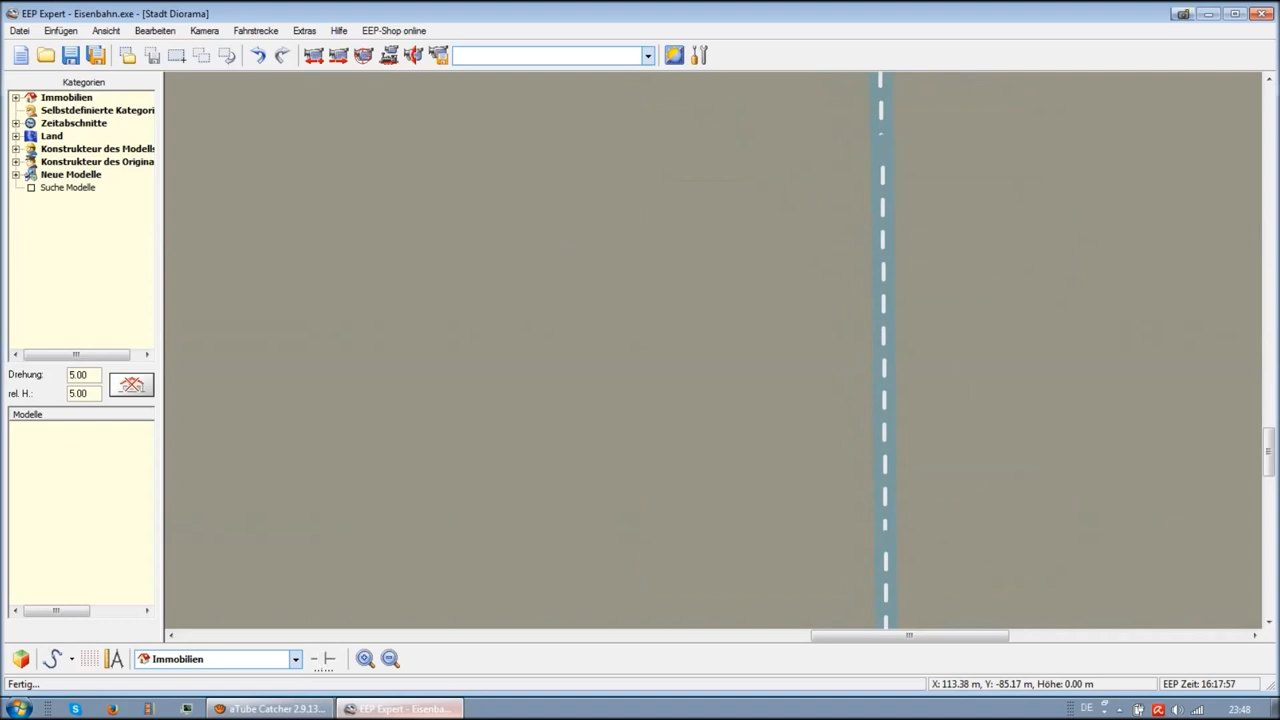 EEP Expert - Eisenbahn.exe - [Stadt Diorama]
Datei Einfügen Ansicht Bearbeiten Kamera Fahrstrecke Extras Hilfe EEP-Shop online
Kategorien
Immobilien
Selbstdefinierte Kategori
Zeitabschnitte
Land
Konstrukteur des Modells
Konstrukteur des Origina
Neue Modelle
Suche Modelle
Drehung: 5.00
rel. H.: 5.00
Modelle
Immobilien
Fertig...
X: 113.38 m, Y: -85.17 m, Höhe: 0.00 m
EEP Zeit: 16:17:57
aTube Catcher 2.9.13...
EEP Expert - Eisenba...
DE
23:48